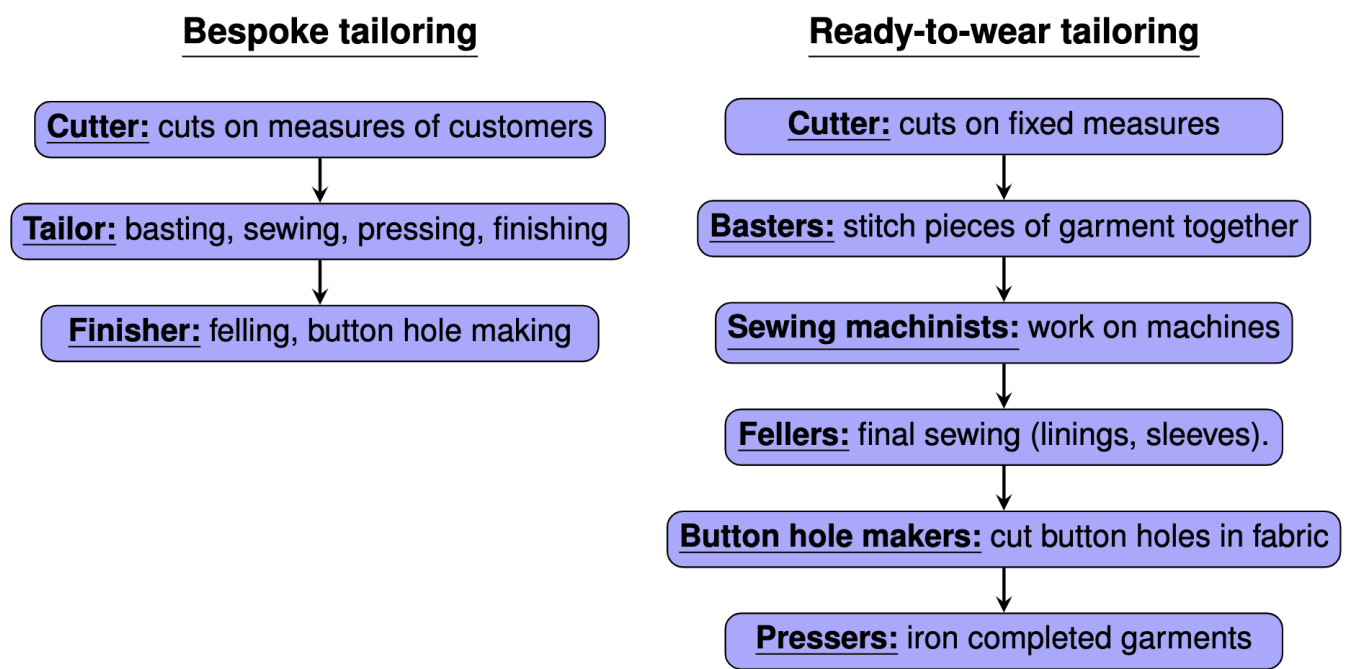 Bespoke tailoring
Cutter: cuts on measures of customers
Tailor: basting, sewing, pressing, finishing
Finisher: felling, button hole making
Ready-to-wear tailoring
Cutter: cuts on fixed measures
Basters: stitch pieces of garment together
Sewing machinists: work on machines
Fellers: final sewing (linings, sleeves).
Button hole makers: cut button holes in fabric
Pressers: iron completed garments